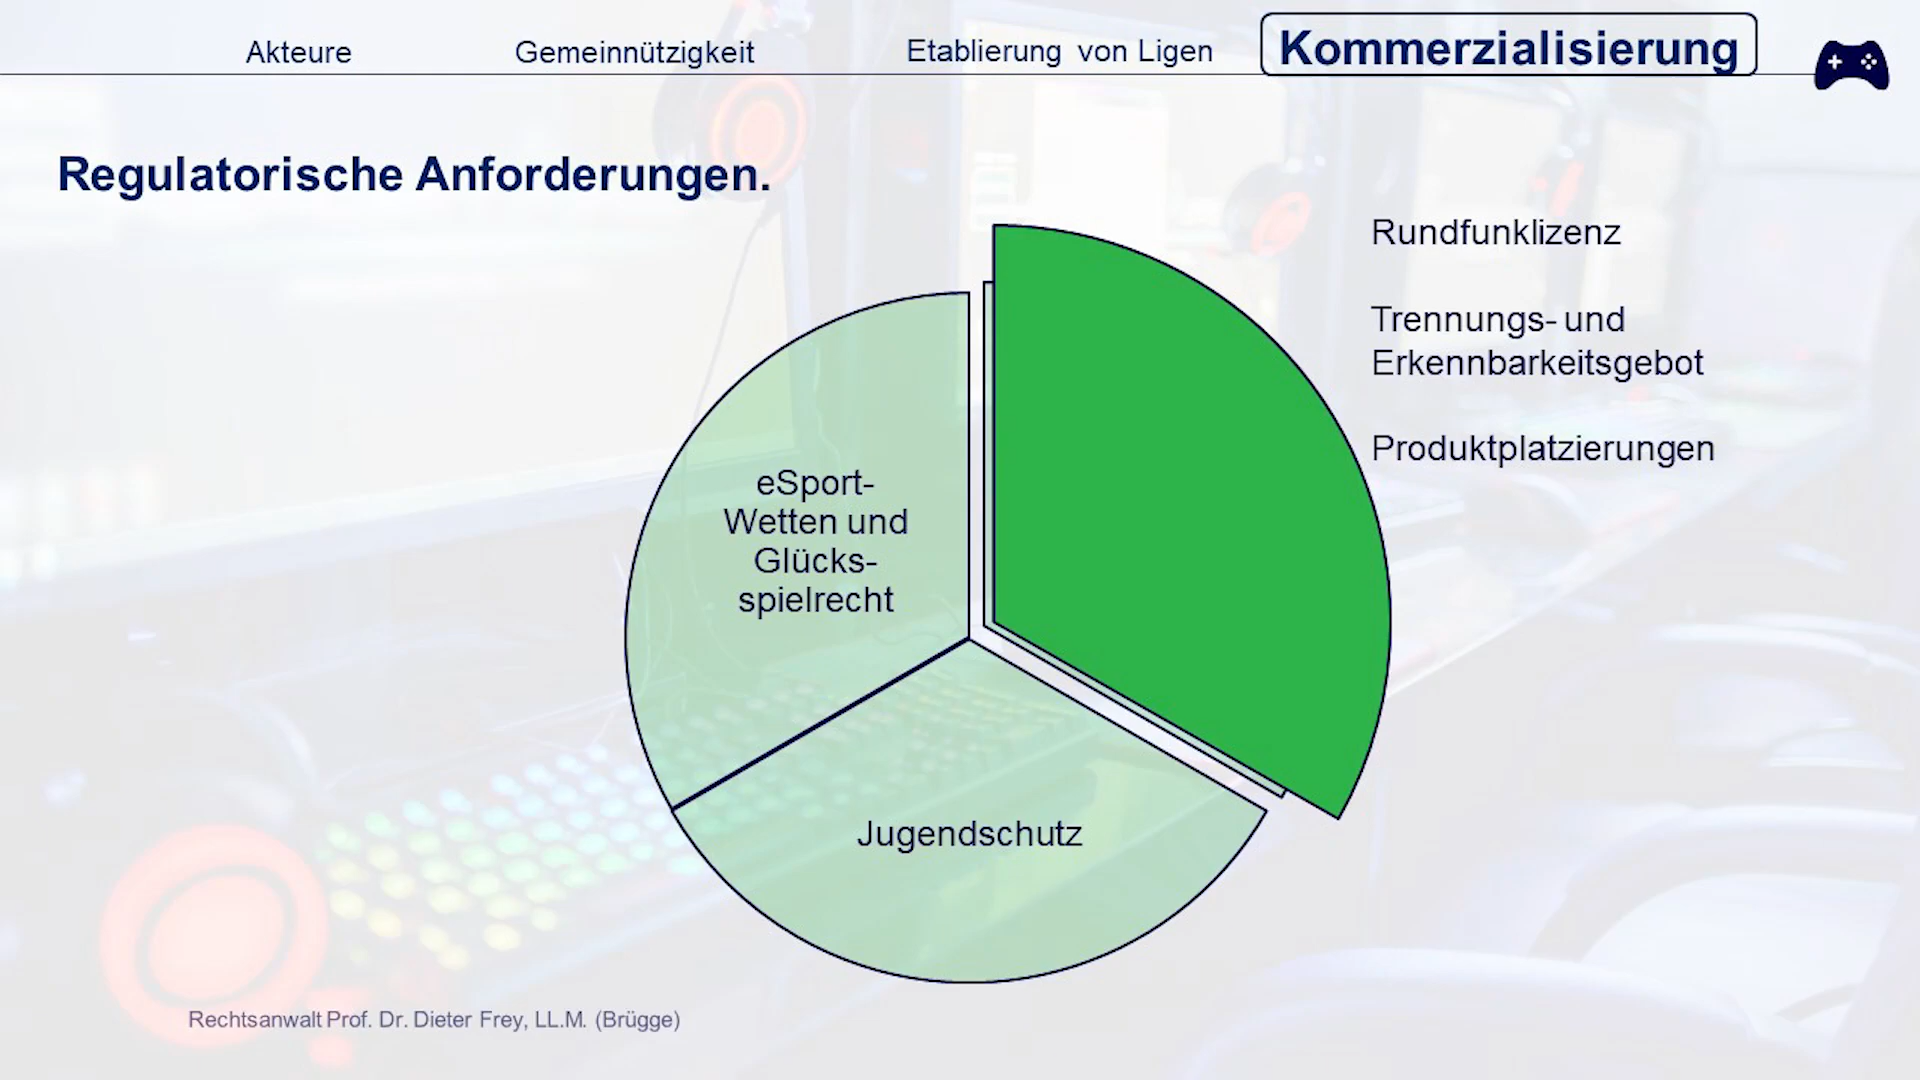 Akteure
Gemeinnützigkeit
Etablierung von Ligen
Kommerzialisierung
Regulatorische Anforderungen.
Rundfunklizenz
Trennungs- und
Erkennbarkeitsgebot
Produktplatzierungen
eSport-
Wetten und
Glücks-
spielrecht
Jugendschutz
Rechtsanwalt Prof. Dr. Dieter Frey, LL.M. (Brügge)